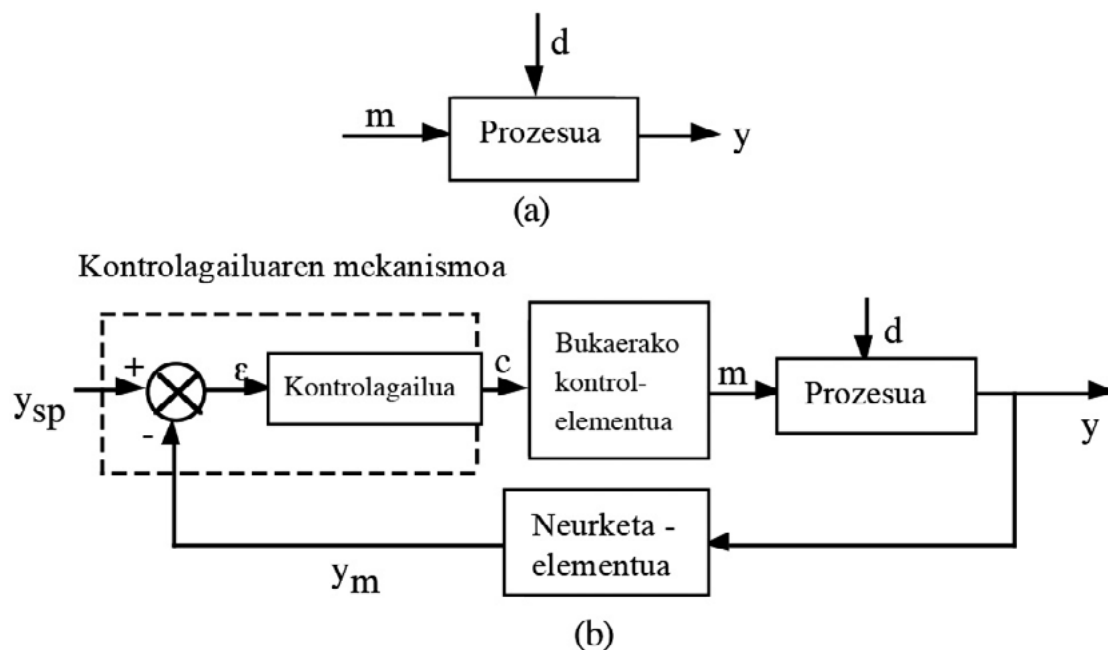 d
m
Prozesua
y
(a)
Kontrolagailuaren mekanismoa
d
+
ε
Kontrolagailua
c
Bukaerako
kontrol-
elementua
m
Prozesua
ysp
-
y
Neurketa -
elementua
ym
(b)